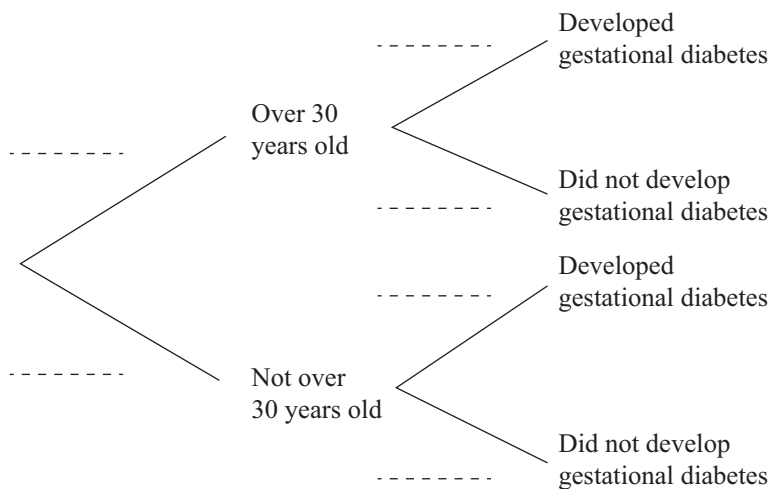 Developed
gestational diabetes
Over 30
years old
Did not develop
gestational diabetes
Developed
gestational diabetes
Not over
30 years old
Did not develop
gestational diabetes